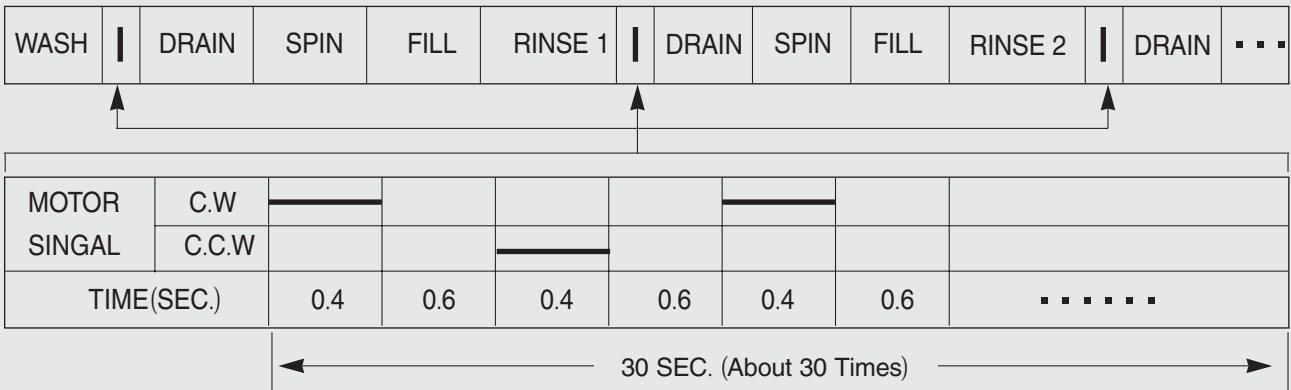 WASH DRAIN SPIN FILL RINSE 1 DRAIN SPIN FILL RINSE 2 DRAIN ...
MOTOR C.W
SINGAL C.C.W
TIME(SEC.) 0.4 0.6 0.4 0.6 0.4 0.6 ......
30 SEC. (About 30 Times)